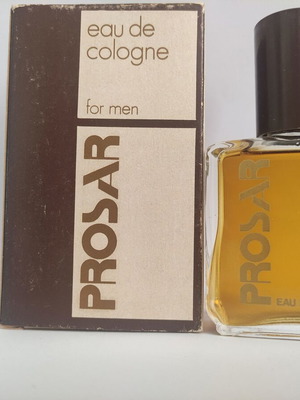 eau de
cologne
for men
PROSAR
PROSAR
EAU